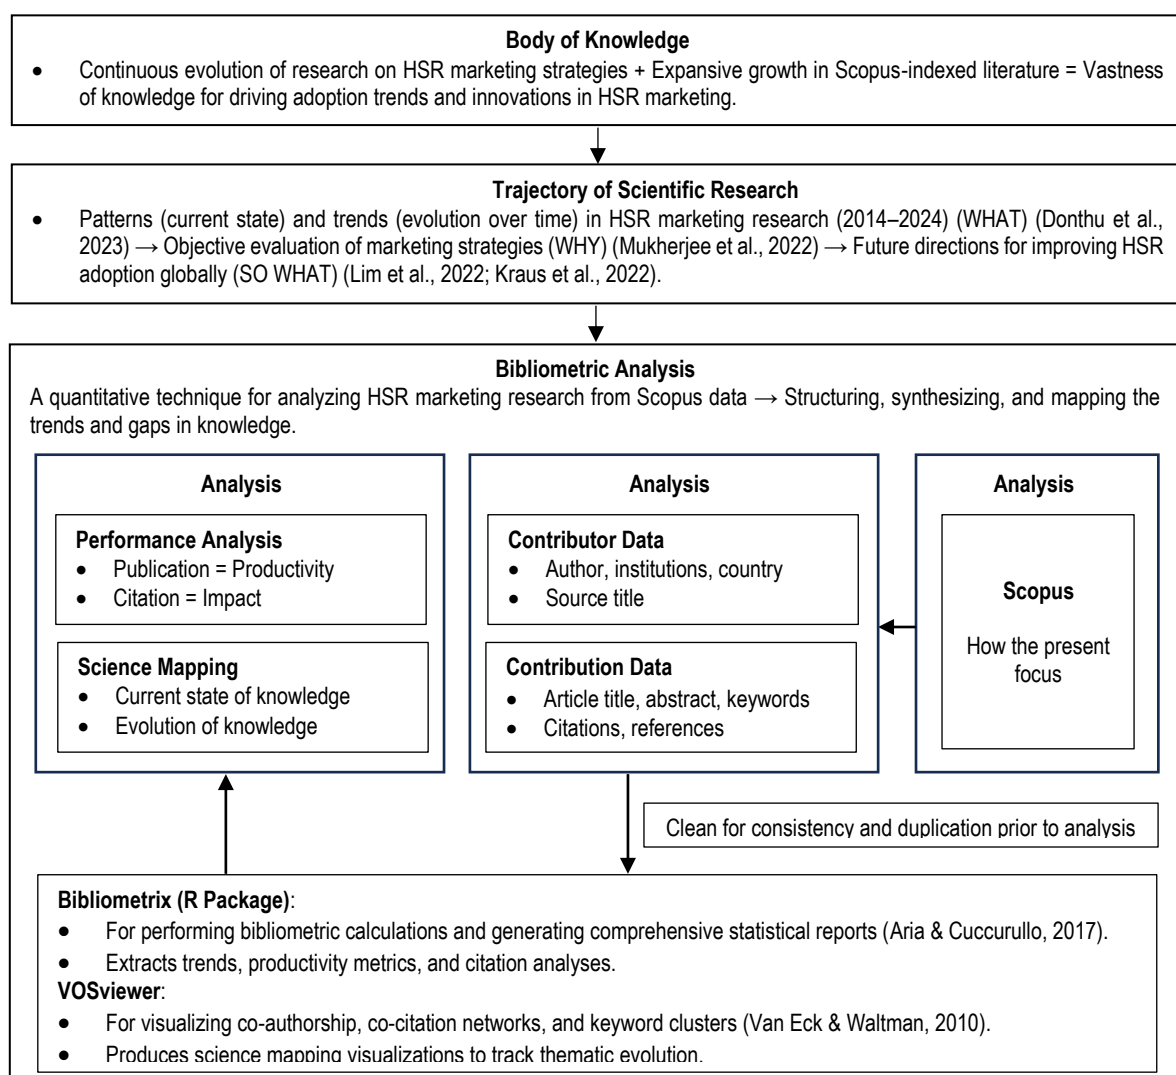 Body of Knowledge
• Continuous evolution of research on HSR marketing strategies + Expansive growth in Scopus-indexed literature = Vastness
of knowledge for driving adoption trends and innovations in HSR marketing.
Trajectory of Scientific Research
• Patterns (current state) and trends (evolution over time) in HSR marketing research (2014–2024) (WHAT) (Donthu et al.,
2023) → Objective evaluation of marketing strategies (WHY) (Mukherjee et al., 2022) → Future directions for improving HSR
adoption globally (SO WHAT) (Lim et al., 2022; Kraus et al., 2022).
Bibliometric Analysis
A quantitative technique for analyzing HSR marketing research from Scopus data → Structuring, synthesizing, and mapping the
trends and gaps in knowledge.
Analysis
Performance Analysis
• Publication = Productivity
• Citation = Impact
Science Mapping
• Current state of knowledge
• Evolution of knowledge
Analysis
Contributor Data
• Author, institutions, country
• Source title
Contribution Data
• Article title, abstract, keywords
• Citations, references
Analysis
Scopus
How the present
focus
Clean for consistency and duplication prior to analysis
Bibliometrix (R Package):
• For performing bibliometric calculations and generating comprehensive statistical reports (Aria & Cuccurullo, 2017).
• Extracts trends, productivity metrics, and citation analyses.
VOSviewer:
• For visualizing co-authorship, co-citation networks, and keyword clusters (Van Eck & Waltman, 2010).
• Produces science mapping visualizations to track thematic evolution.